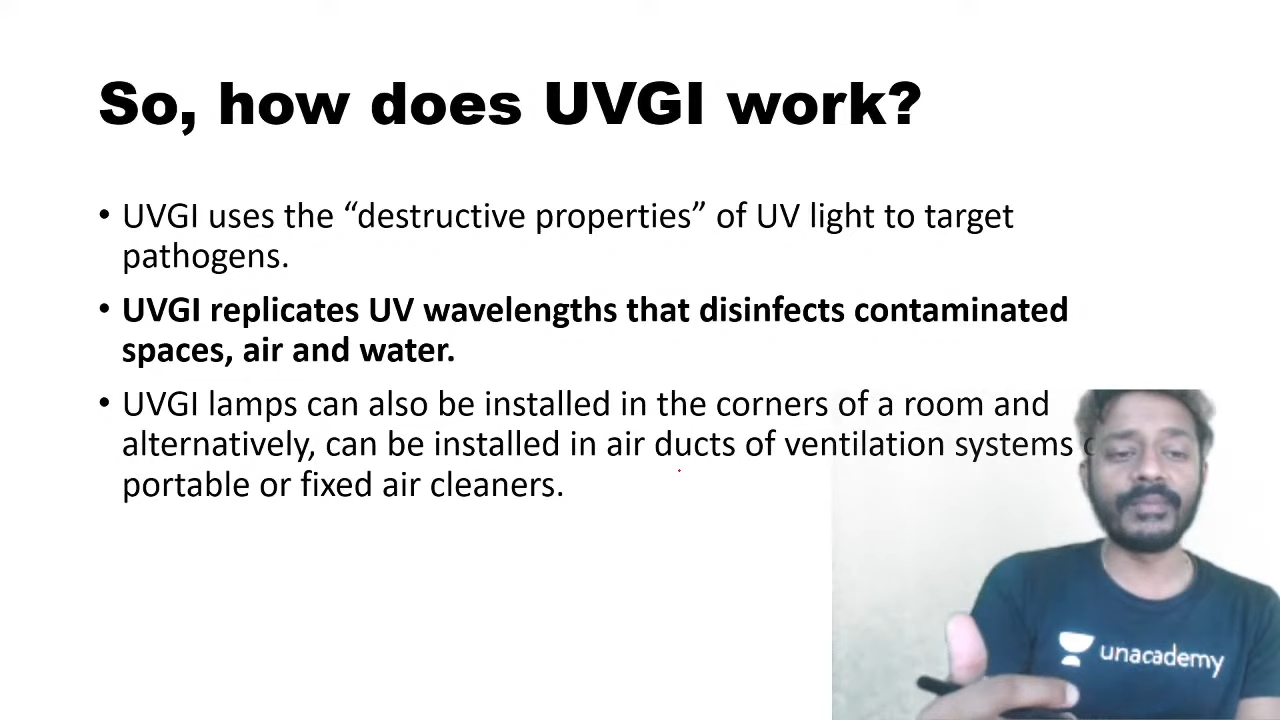 So, how does UVGI work?
• UVGI uses the “destructive properties” of UV light to target
pathogens.
• UVGI replicates UV wavelengths that disinfects contaminated
spaces, air and water.
• UVGI lamps can also be installed in the corners of a room and
alternatively, can be installed in air ducts of ventilation systems
portable or fixed air cleaners.
unacademy